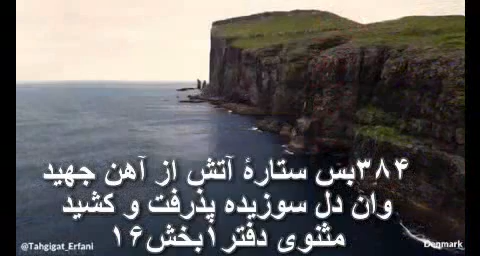 ۳۸۴بس ستارهٔ آتش از آهن جهید
وان دل سوزیده پذرفت و کشید
مثنوی دفتر۱بخش۱۶
@Tahgigat_Erfani
Denmark